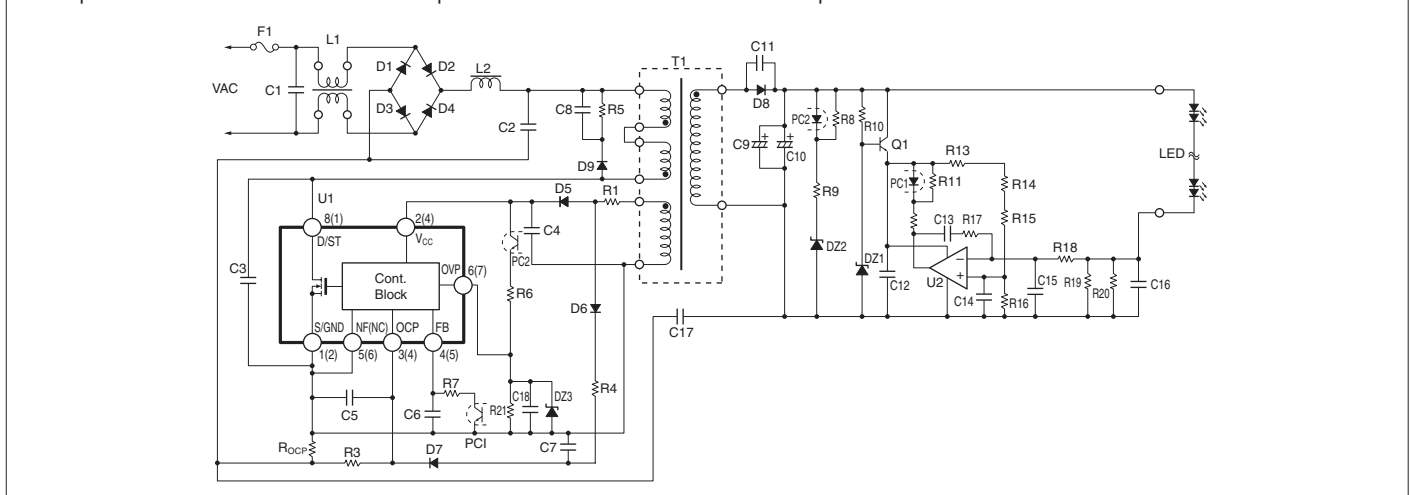 F1
L1
T1
C11
D1
D2
L2
VAC
C1
D8
C8
R5
D3
D4
C2
PC2
R8
R10
Q1
C9
C10
R13
LED
D9
PC1
R11
R14
D5
R1
R9
U1
8(1)
2(4)
C13
R17
R15
D/ST
VCC
C4
PC2
DZ2
R18
C3
OVP
6(7)
Cont.
Block
DZ1
U2
C12
C14
R16
C15
R19
R20
C16
R6
D6
S/GND
NF(NC)
OCP
FB
C17
1(2)
5(6)
3(4)
4(5)
R7
R4
C5
C6
PCI
R21
C18
DZ3
ROCP
R3
D7
C7